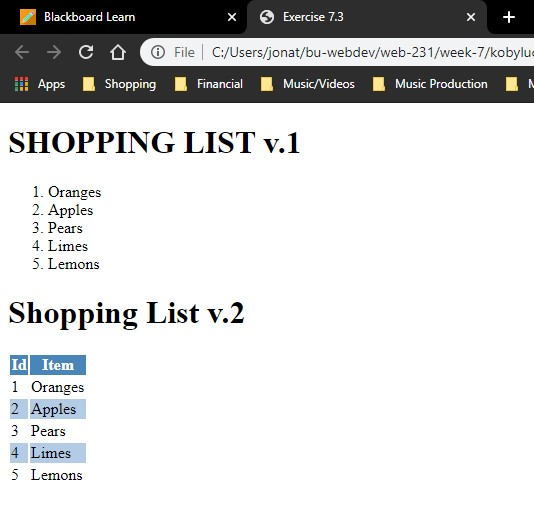 Blackboard Learn Exercise 7.3
File C:/Users/jonat/bu-webdev/web-231/week-7/kobylu
Apps Shopping Financial Music/Videos Music Production
SHOPPING LIST v.1
1. Oranges
2. Apples
3. Pears
4. Limes
5. Lemons
Shopping List v.2
Id Item
1 Oranges
2 Apples
3 Pears
4 Limes
5 Lemons